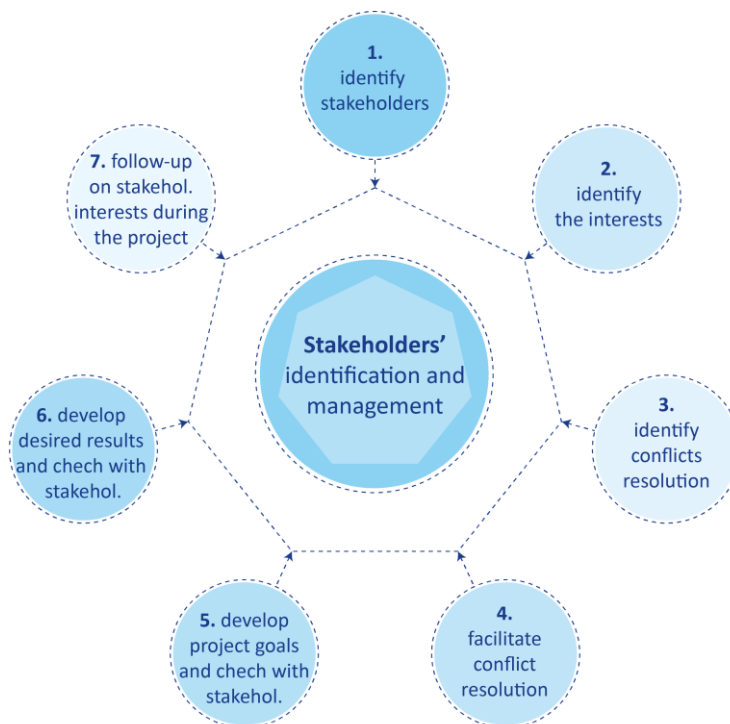 1.
identify
stakeholders
2.
identify
the interests
3.
identify
conflicts
resolution
4.
facilitate
conflict
resolution
5. develop
project goals
and chech with
stakehol.
6. develop
desired results
and chech with
stakehol.
7. follow-up
on stakehol.
interests during
the project
Stakeholders’
identification and
management